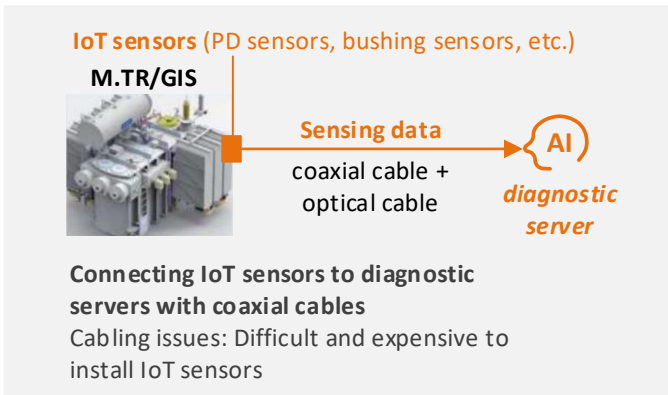 IoT sensors (PD sensors, bushing sensors, etc.)
M.TR/GIS
Sensing data
coaxial cable +
optical cable
AI
diagnostic
server
Connecting IoT sensors to diagnostic
servers with coaxial cables
Cabling issues: Difficult and expensive to
install IoT sensors